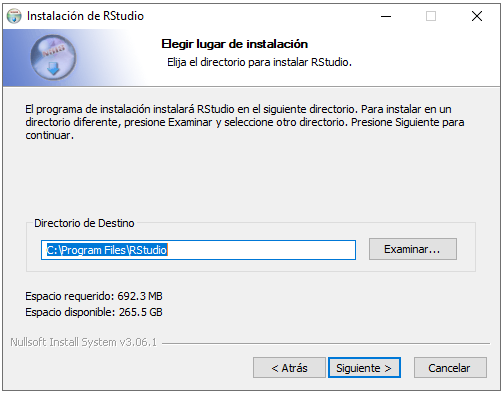 Instalación de RStudio
Elegir lugar de instalación
Elija el directorio para instalar RStudio.
El programa de instalación instalará RStudio en el siguiente directorio. Para instalar en un
directorio diferente, presione Examinar y seleccione otro directorio. Presione Siguiente para
continuar.
Directorio de Destino
C:\Program Files\RStudio
Examinar...
Espacio requerido: 692.3 MB
Espacio disponible: 265.5 GB
Nullsoft Install System v3.06.1
< Atrás
Siguiente >
Cancelar